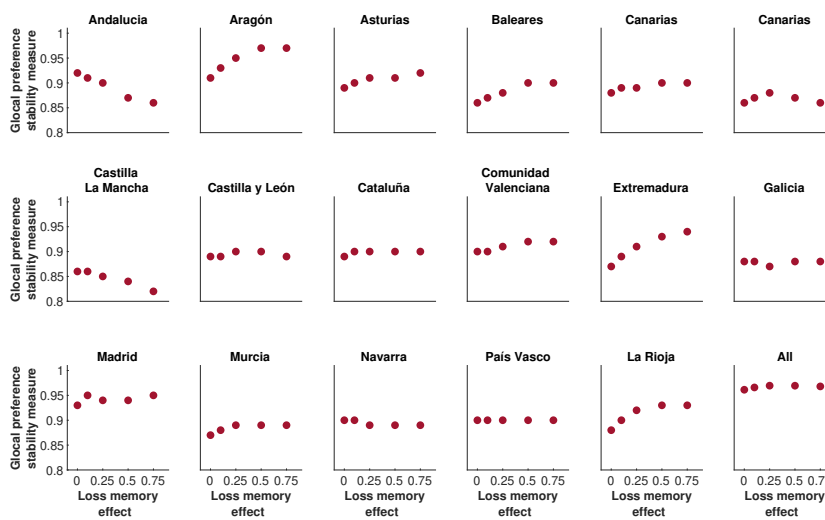 Andalucia
Aragón
Asturias
Baleares
Canarias
Canarias
Glocal preference
stability measure
1
0.95
0.9
0.85
0.8
Castilla
La Mancha
Castilla y León
Cataluña
Comunidad
Valenciana
Extremadura
Galicia
Glocal preference
stability measure
1
0.95
0.9
0.85
0.8
Madrid
Murcia
Navarra
País Vasco
La Rioja
All
Glocal preference
stability measure
1
0.95
0.9
0.85
0.8
0 0.25 0.5 0.75
0 0.25 0.5 0.75
0 0.25 0.5 0.75
0 0.25 0.5 0.75
0 0.25 0.5 0.75
0 0.25 0.5 0.75
Loss memory
effect
Loss memory
effect
Loss memory
effect
Loss memory
effect
Loss memory
effect
Loss memory
effect